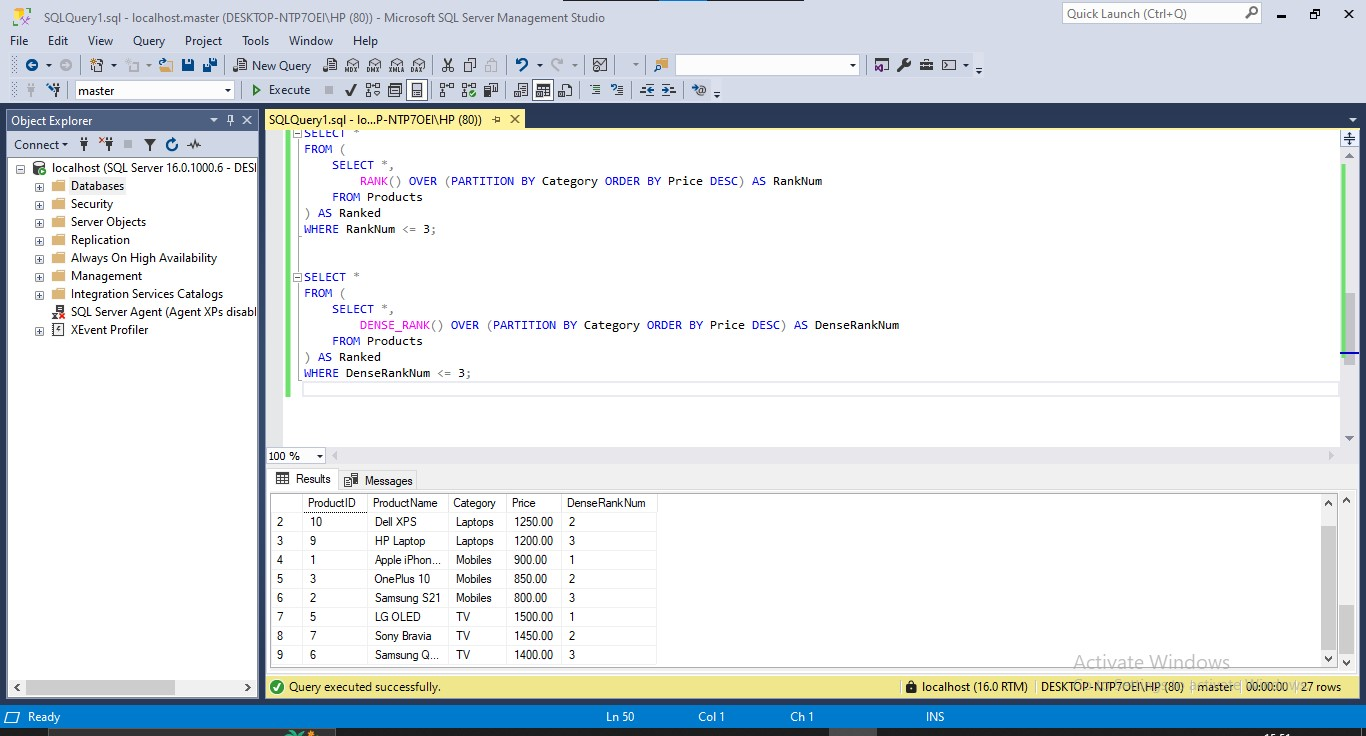 SQLQuery1.sql - localhost.master (DESKTOP-NTP7OEI\HP (80)) - Microsoft SQL Server Management Studio
Quick Launch (Ctrl+Q)
File Edit View Query Project Tools Window Help
New Query MDX DMX XMLA DAX
master Execute
Object Explorer
Connect
localhost (SQL Server 16.0.1000.6 - DESI
Databases
Security
Server Objects
Replication
Always On High Availability
Management
Integration Services Catalogs
SQL Server Agent (Agent XPs disabl
XEvent Profiler
SQLQuery1.sql - lo...P-NTP7OEI\HP (80))
SELECT *
FROM (
SELECT *,
RANK() OVER (PARTITION BY Category ORDER BY Price DESC) AS RankNum
FROM Products
) AS Ranked
WHERE RankNum <= 3;
SELECT *
FROM (
SELECT *,
DENSE_RANK() OVER (PARTITION BY Category ORDER BY Price DESC) AS DenseRankNum
FROM Products
) AS Ranked
WHERE DenseRankNum <= 3;
100 %
Results Messages
ProductID ProductName Category Price DenseRankNum
2 10 Dell XPS Laptops 1250.00 2
3 9 HP Laptop Laptops 1200.00 3
4 1 Apple iPhon... Mobiles 900.00 1
5 3 OnePlus 10 Mobiles 850.00 2
6 2 Samsung S21 Mobiles 800.00 3
7 5 LG OLED TV 1500.00 1
8 7 Sony Bravia TV 1450.00 2
9 6 Samsung Q... TV 1400.00 3
Activate Windows
Query executed successfully. localhost (16.0 RTM) DESKTOP-NTP7OEI\HP (80) master 00:00:00 27 rows
Ready Ln 50 Col 1 Ch 1 INS